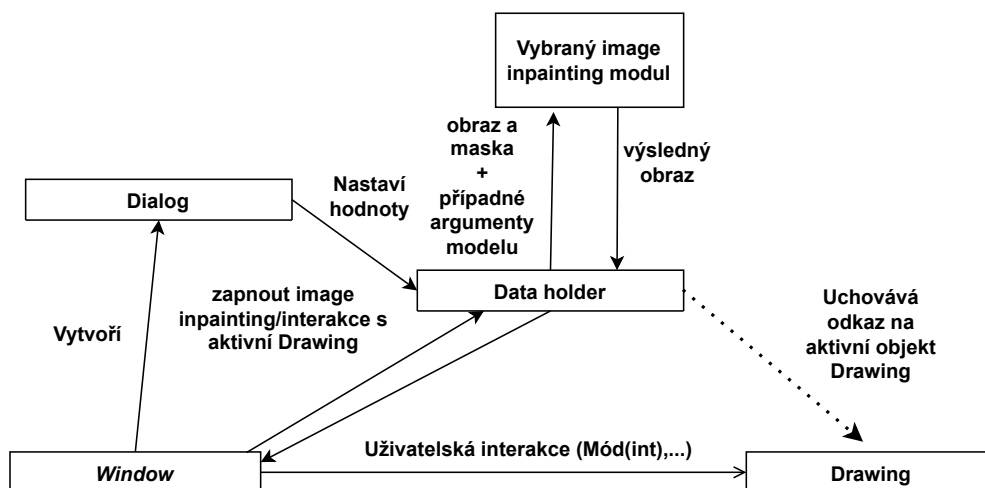 Vybraný image
inpainting modul
obraz a
maska
+
případné
argumenty
modelu
výsledný
obraz
Dialog
Nastaví
hodnoty
Data holder
zapnout image
inpainting/interakce s
aktivní Drawing
Vytvoří
Uchovává
odkaz na
aktivní objekt
Drawing
Uživatelská interakce (Mód(int),...)
Window
Drawing